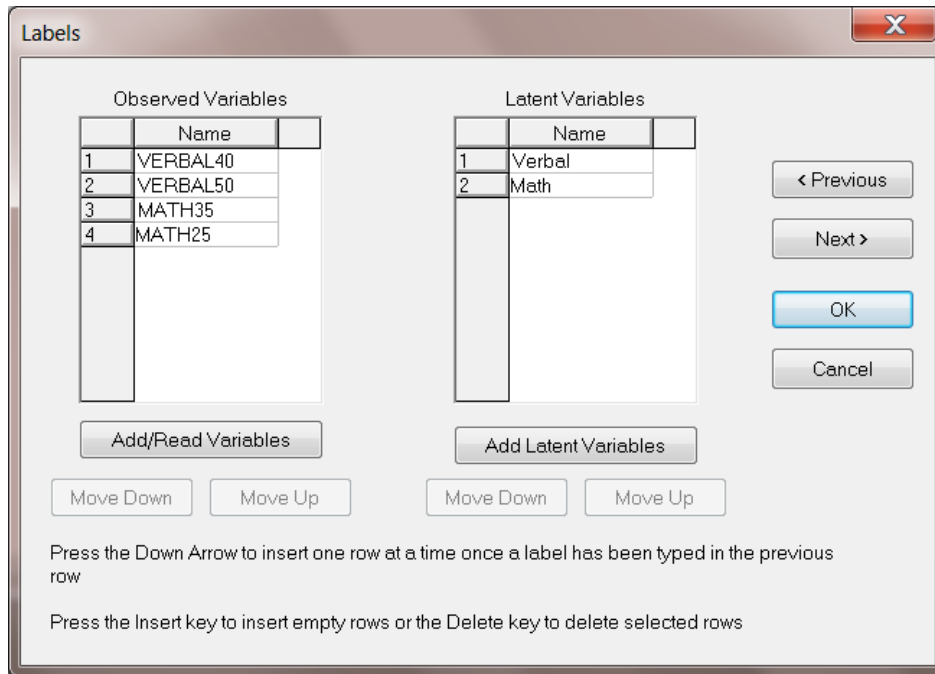 Labels
X
Observed Variables
Name
1 VERBAL40
2 VERBAL50
3 MATH35
4 MATH25
Add/Read Variables
Move Down Move Up
Latent Variables
Name
1 Verbal
2 Math
Add Latent Variables
Move Down Move Up
< Previous
Next >
OK
Cancel
Press the Down Arrow to insert one row at a time once a label has been typed in the previous
row
Press the Insert key to insert empty rows or the Delete key to delete selected rows